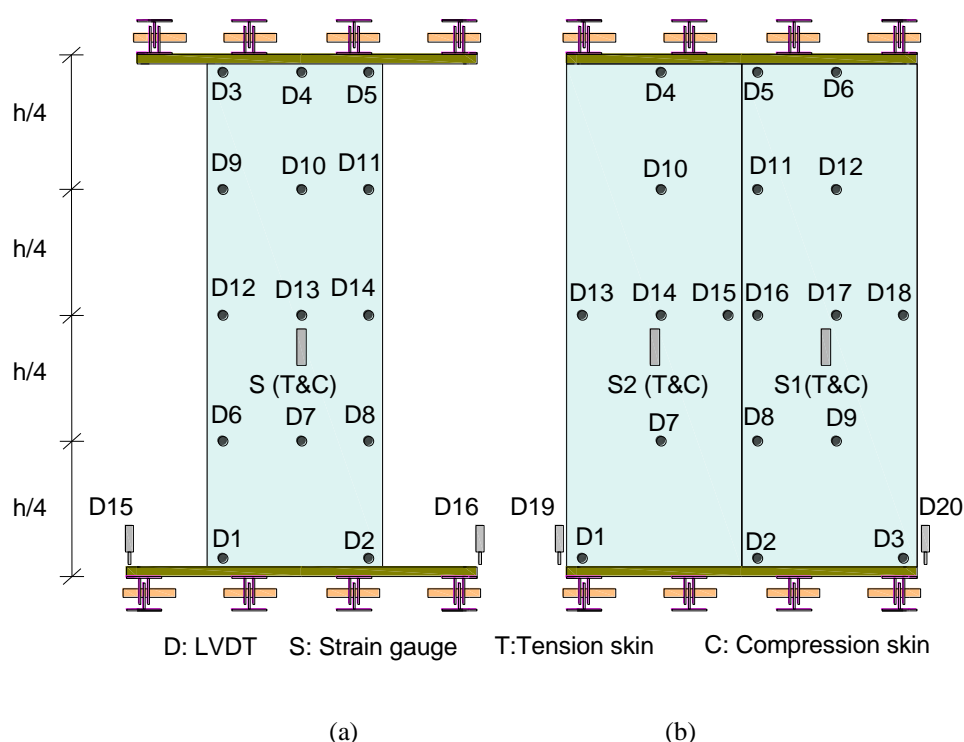 D3 D4 D5
D4 D5 D6
h/4
D9 D10 D11
D10 D11 D12
h/4
D12 D13 D14
D13 D14 D15 D16 D17 D18
h/4
S (T&C)
S2 (T&C) S1(T&C)
D6 D7 D8
D7 D8 D9
h/4
D15 D16 D19 D20
D1 D2
D1 D2 D3
D: LVDT S: Strain gauge T:Tension skin C: Compression skin
(a) (b)